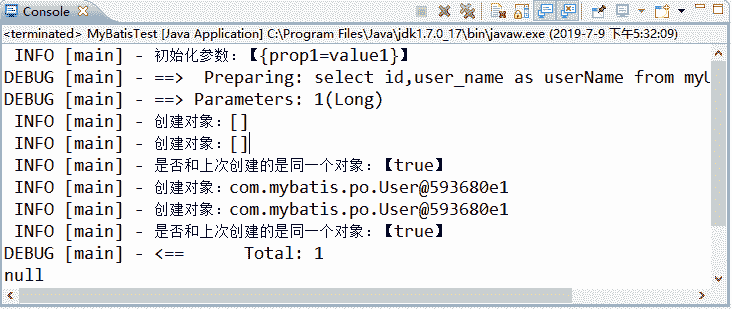 Console
<terminated> MyBatisTest [Java Application] C:\Program Files\Java\jdk1.7.0_17\bin\javaw.exe (2019-7-9 下午5:32:09)
INFO [main] - 初始化参数：【{prop1=value1}】
DEBUG [main] - ==>  Preparing: select id,user_name as userName from myU
DEBUG [main] - ==> Parameters: 1(Long)
INFO [main] - 创建对象：[]
INFO [main] - 创建对象：[]
INFO [main] - 是否和上次创建的是同一个对象：【true】
INFO [main] - 创建对象：com.mybatis.po.User@593680e1
INFO [main] - 创建对象：com.mybatis.po.User@593680e1
INFO [main] - 是否和上次创建的是同一个对象：【true】
DEBUG [main] - <==      Total: 1
null